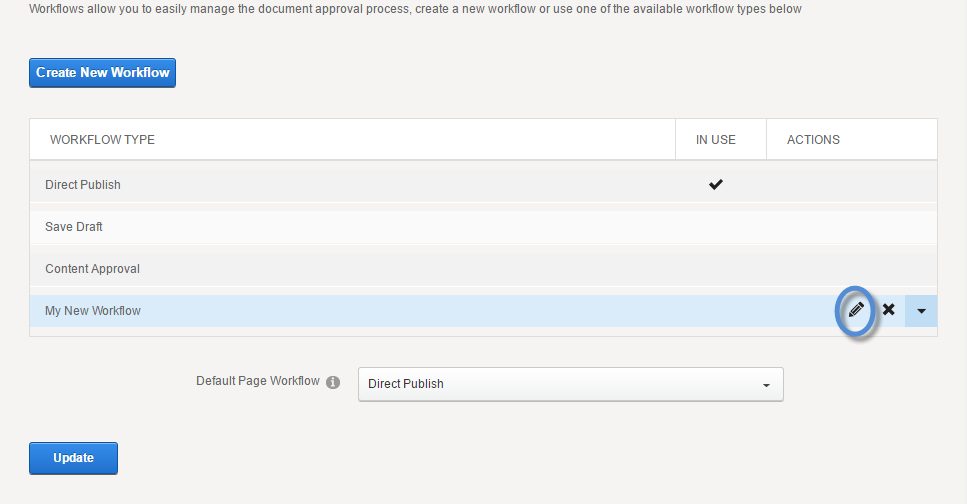 Workflows allow you to easily manage the document approval process, create a new workflow or use one of the available workflow types below
Create New Workflow
WORKFLOW TYPE IN USE ACTIONS
Direct Publish
Save Draft
Content Approval
My New Workflow
Default Page Workflow Direct Publish
Update